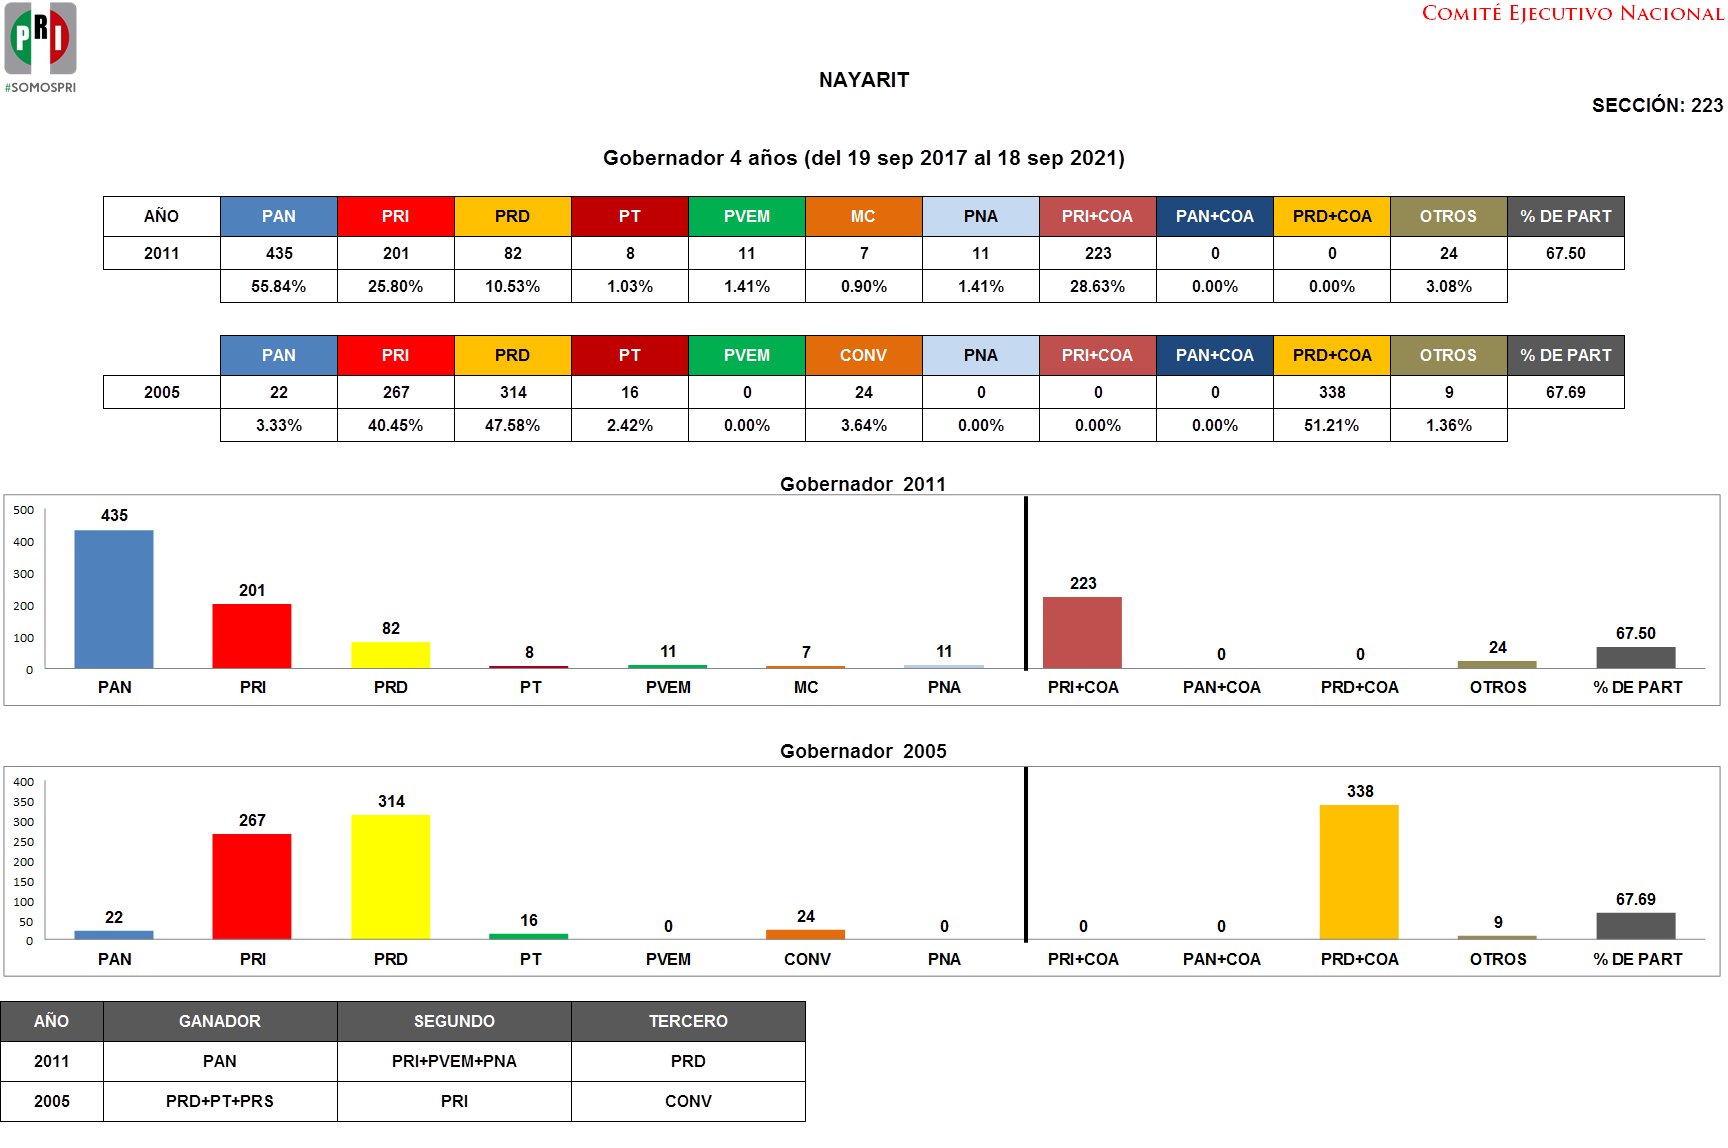 PRI
#SOMOSPRI
COMITÉ EJECUTIVO NACIONAL
NAYARIT
SECCIÓN: 223
Gobernador 4 años (del 19 sep 2017 al 18 sep 2021)
AÑO PAN PRI PRD PT PVEM MC PNA PRI+COA PAN+COA PRD+COA OTROS % DE PART
2011 435 201 82 8 11 7 11 223 0 0 24 67.50
55.84% 25.80% 10.53% 1.03% 1.41% 0.90% 1.41% 28.63% 0.00% 0.00% 3.08%
PAN PRI PRD PT PVEM CONV PNA PRI+COA PAN+COA PRD+COA OTROS % DE PART
2005 22 267 314 16 0 24 0 0 0 338 9 67.69
3.33% 40.45% 47.58% 2.42% 0.00% 3.64% 0.00% 0.00% 0.00% 51.21% 1.36%
Gobernador 2011
500
400
300
200
100
0
435 201 82 8 11 7 11 223 0 0 24 67.50
PAN PRI PRD PT PVEM MC PNA PRI+COA PAN+COA PRD+COA OTROS % DE PART
Gobernador 2005
400
350
300
250
200
150
100
50
0
22 267 314 16 0 24 0 0 0 338 9 67.69
PAN PRI PRD PT PVEM CONV PNA PRI+COA PAN+COA PRD+COA OTROS % DE PART
AÑO GANADOR SEGUNDO TERCERO
2011 PAN PRI+PVEM+PNA PRD
2005 PRD+PT+PRS PRI CONV